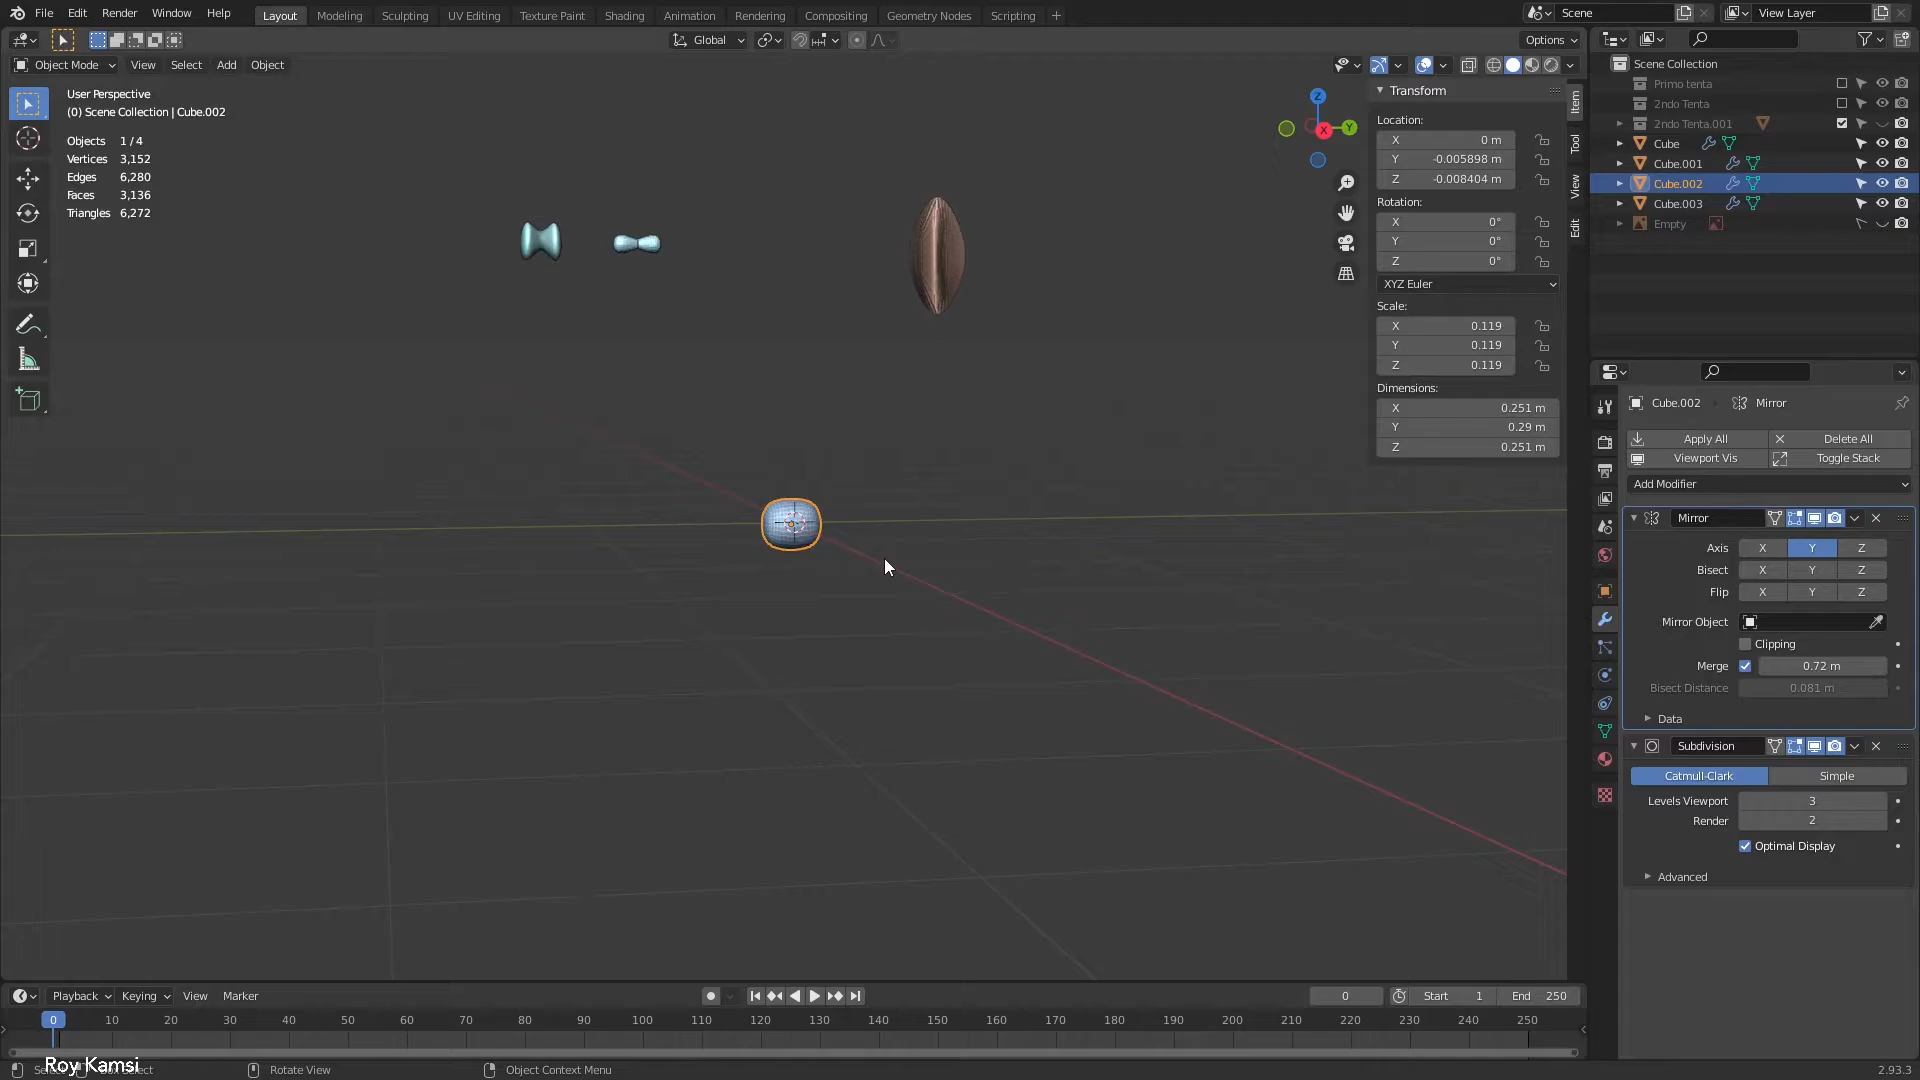 File Edit Render Window Help Layout Modeling Sculpting UV Editing Texture Paint Shading Animation Rendering Compositing Geometry Nodes Scripting + Scene View Layer
Global Options
Object Mode View Select Add Object
User Perspective
(0) Scene Collection | Cube.002
Objects 1 / 4
Vertices 3,152
Edges 6,280
Faces 3,136
Triangles 6,272
Z
X
Y
Transform
Location:
X 0 m
Y -0.005898 m
Z -0.008404 m
Rotation:
X 0°
Y 0°
Z 0°
XYZ Euler
Scale:
X 0.119
Y 0.119
Z 0.119
Dimensions:
X 0.251 m
Y 0.29 m
Z 0.251 m
Item
Tool
View
Edit
Scene Collection
Primo tenta
2ndo Tenta
2ndo Tenta.001
Cube
Cube.001
Cube.002
Cube.003
Empty
Cube.002 Mirror
Apply All Delete All
Viewport Vis Toggle Stack
Add Modifier
Mirror
Axis X Y Z
Bisect X Y Z
Flip X Y Z
Mirror Object
Clipping
Merge 0.72 m
Bisect Distance 0.081 m
Data
Subdivision
Catmull-Clark Simple
Levels Viewport 3
Render 2
Optimal Display
Advanced
Playback Keying View Marker 0 Start 1 End 250
0 10 20 30 40 50 60 70 80 90 100 110 120 130 140 150 160 170 180 190 200 210 220 230 240 250
Roy Kamsi
Select Box Select Rotate View Object Context Menu 2.93.3